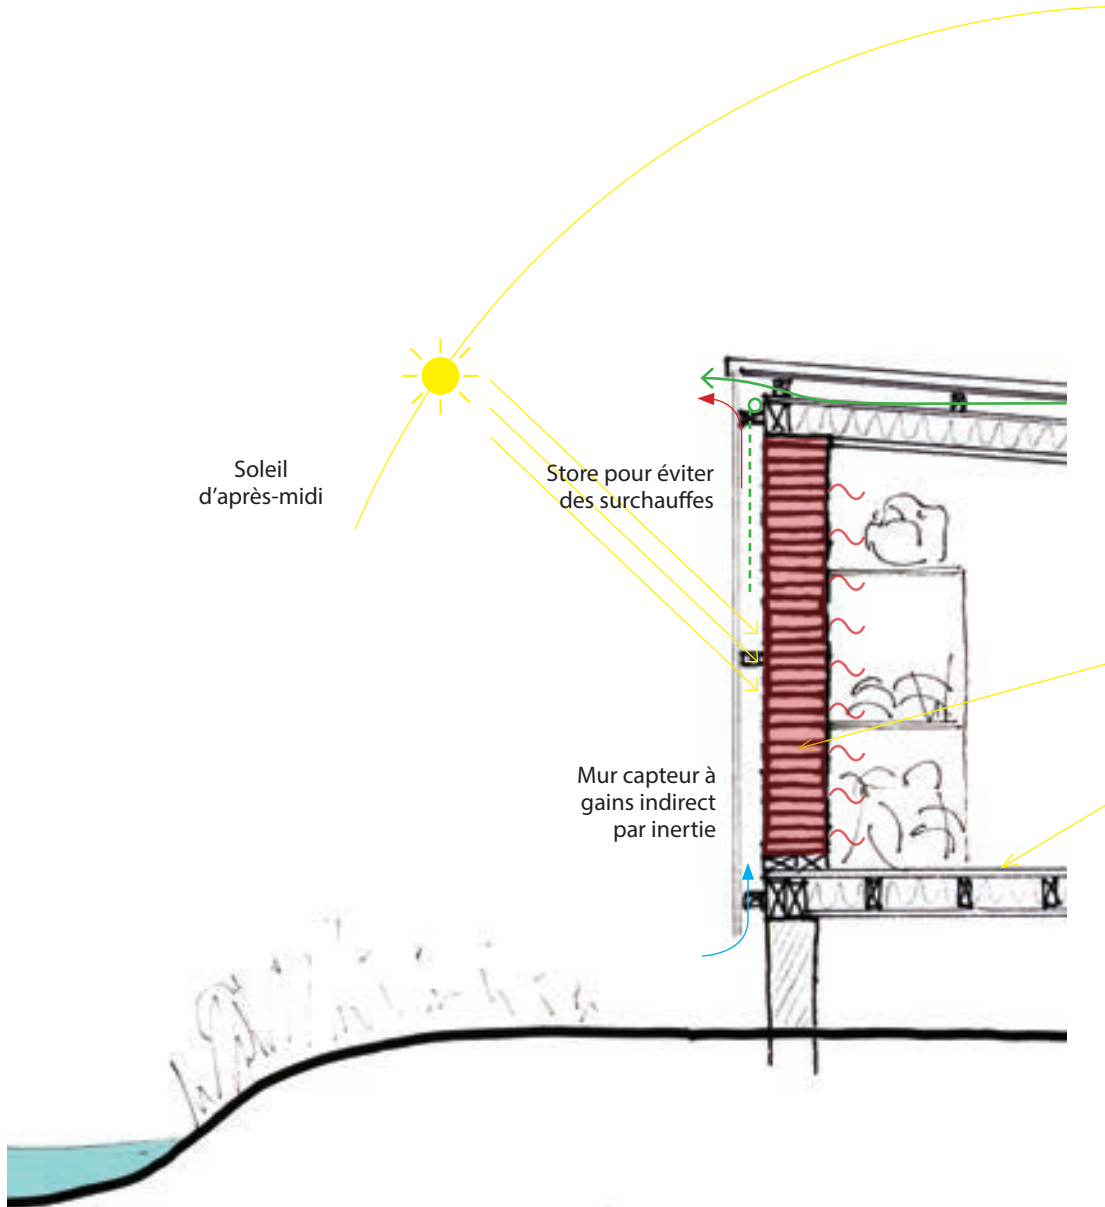 Soleil
d'après-midi
Store pour éviter
des surchauffes
Mur capteur à
gains indirect
par inertie